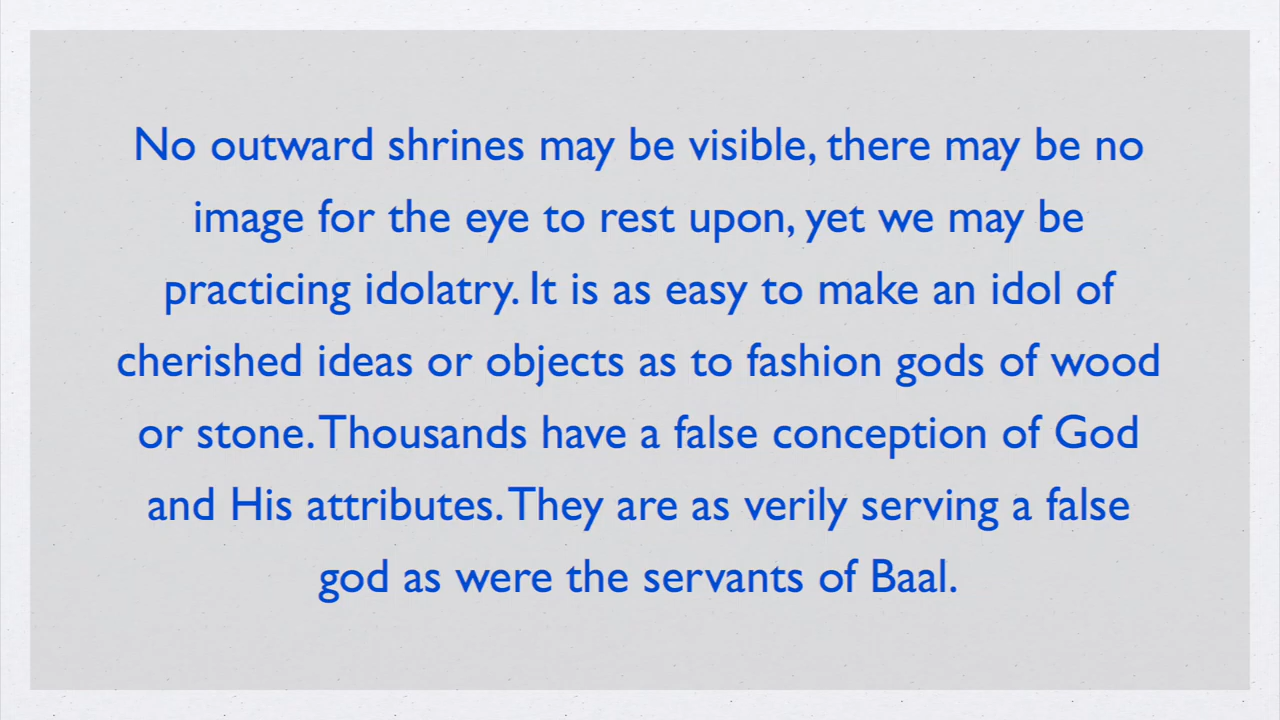 No outward shrines may be visible, there may be no
image for the eye to rest upon, yet we may be
practicing idolatry. It is as easy to make an idol of
cherished ideas or objects as to fashion gods of wood
or stone. Thousands have a false conception of God
and His attributes. They are as verily serving a false
god as were the servants of Baal.